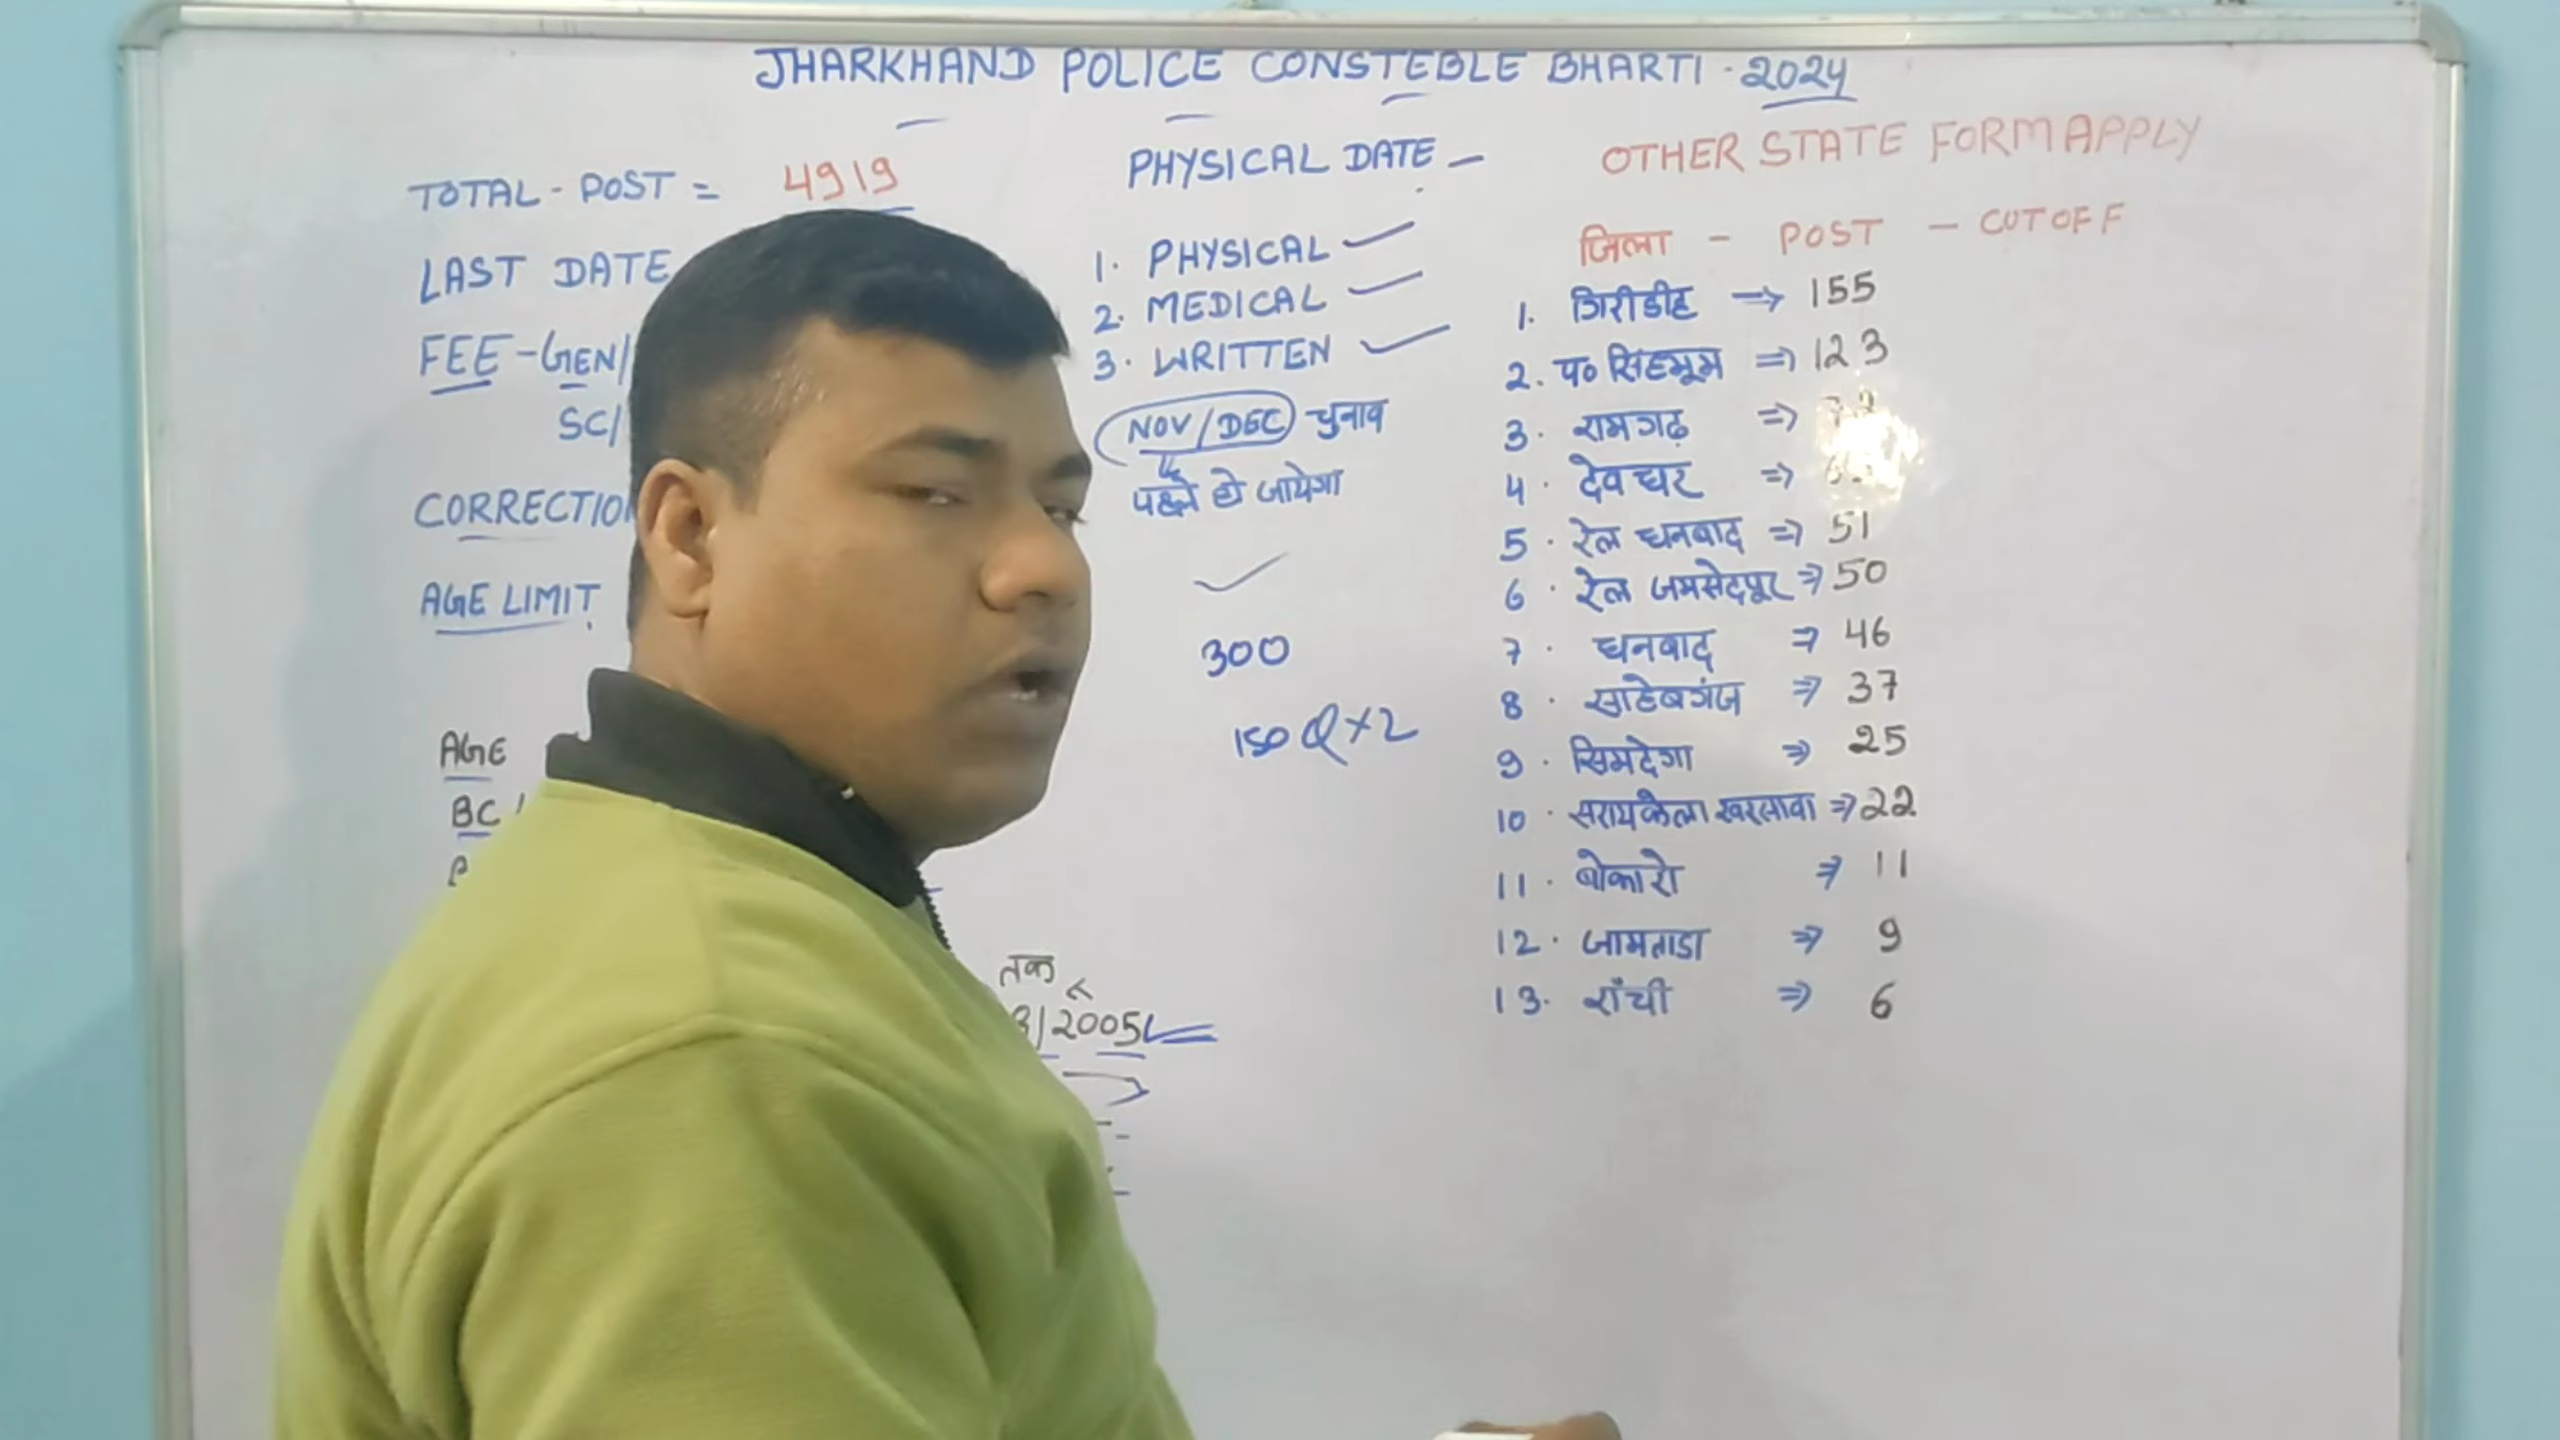 JHARKHAND POLICE CONSTEBLE BHARTI - 2024
TOTAL - POST = 4919
LAST DATE
FEE - GEN/
SC/
CORRECTIO
AGE LIMIT
AGE
BC
तक
3/2005
PHYSICAL DATE -
1. PHYSICAL
2. MEDICAL
3. WRITTEN
NOV/DEC चुनाव
पहले हो जायेगा
300
150 Q X 2
OTHER STATE FORM APPLY
जिला - POST - CUTOFF
1. गिरीडीह ⇒ 155
2. प० सिंहभूम ⇒ 123
3. रामगढ़ ⇒
4. देवघर ⇒
5. रेल धनबाद ⇒ 51
6. रेल जमसेदपूर ⇒ 50
7. धनबाद ⇒ 46
8. साहेबगंज ⇒ 37
9. सिमदेगा ⇒ 25
10. सरायकेला खरसावा ⇒ 22
11. बोकारो ⇒ 11
12. जामताडा ⇒ 9
13. राँची ⇒ 6